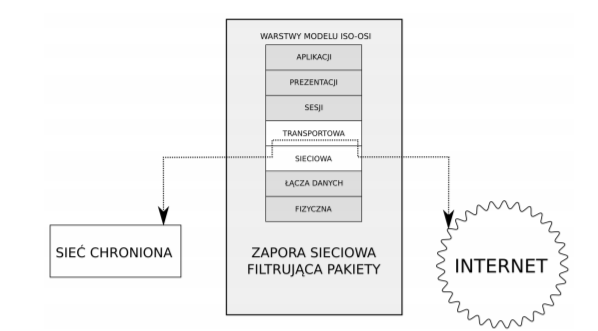 WARSTWY MODELU ISO-OSI
APLIKACJI
PREZENTACJI
SESJI
TRANSPORTOWA
SIECIOWA
ŁĄCZA DANYCH
FIZYCZNA
SIEĆ CHRONIONA
ZAPORA SIECIOWA
FILTRUJĄCA PAKIETY
INTERNET